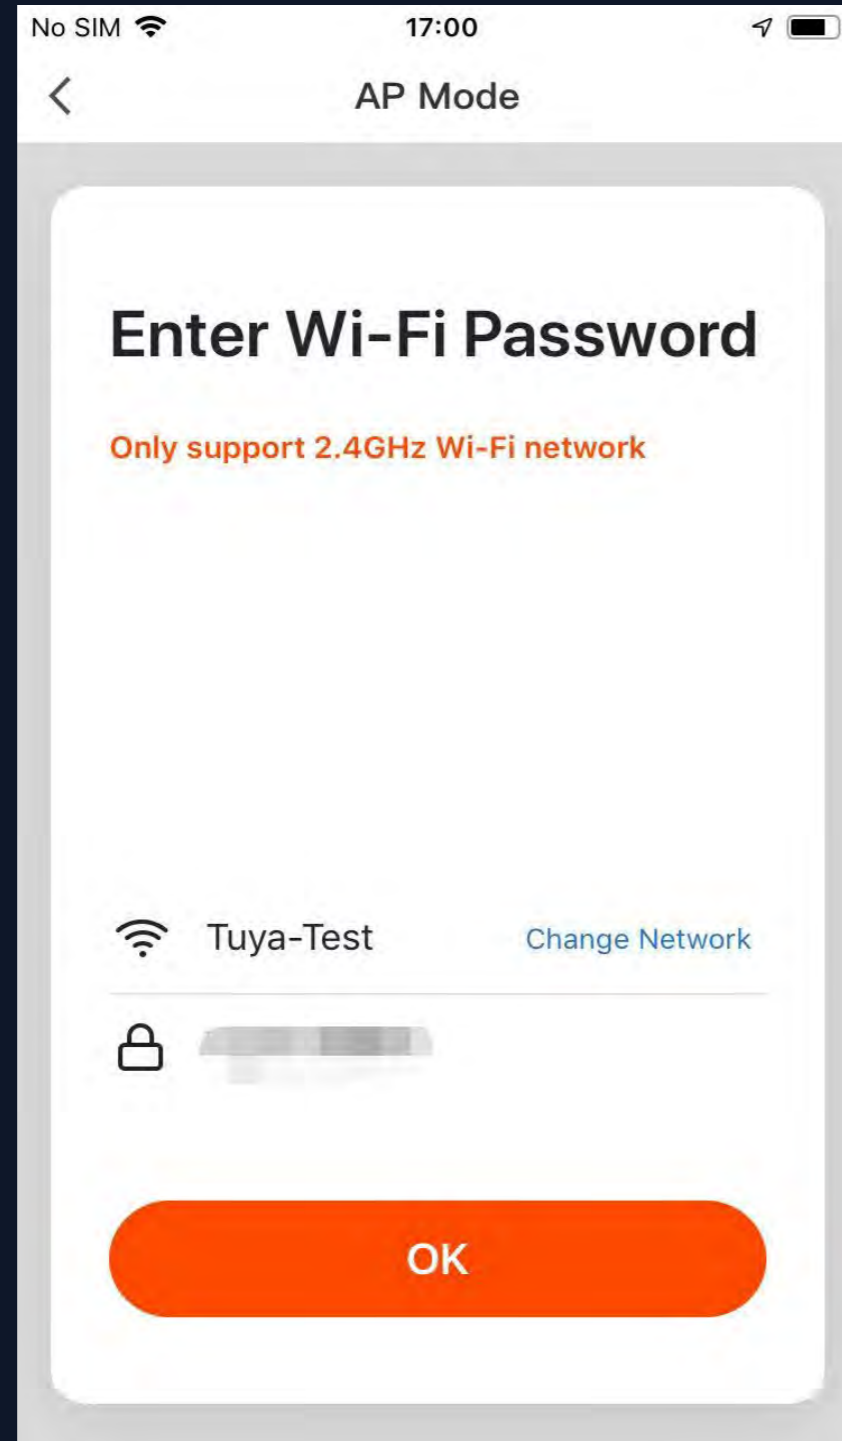 No SIM 17:00
AP Mode
Enter Wi-Fi Password
Only support 2.4GHz Wi-Fi network
Tuya-Test Change Network
OK